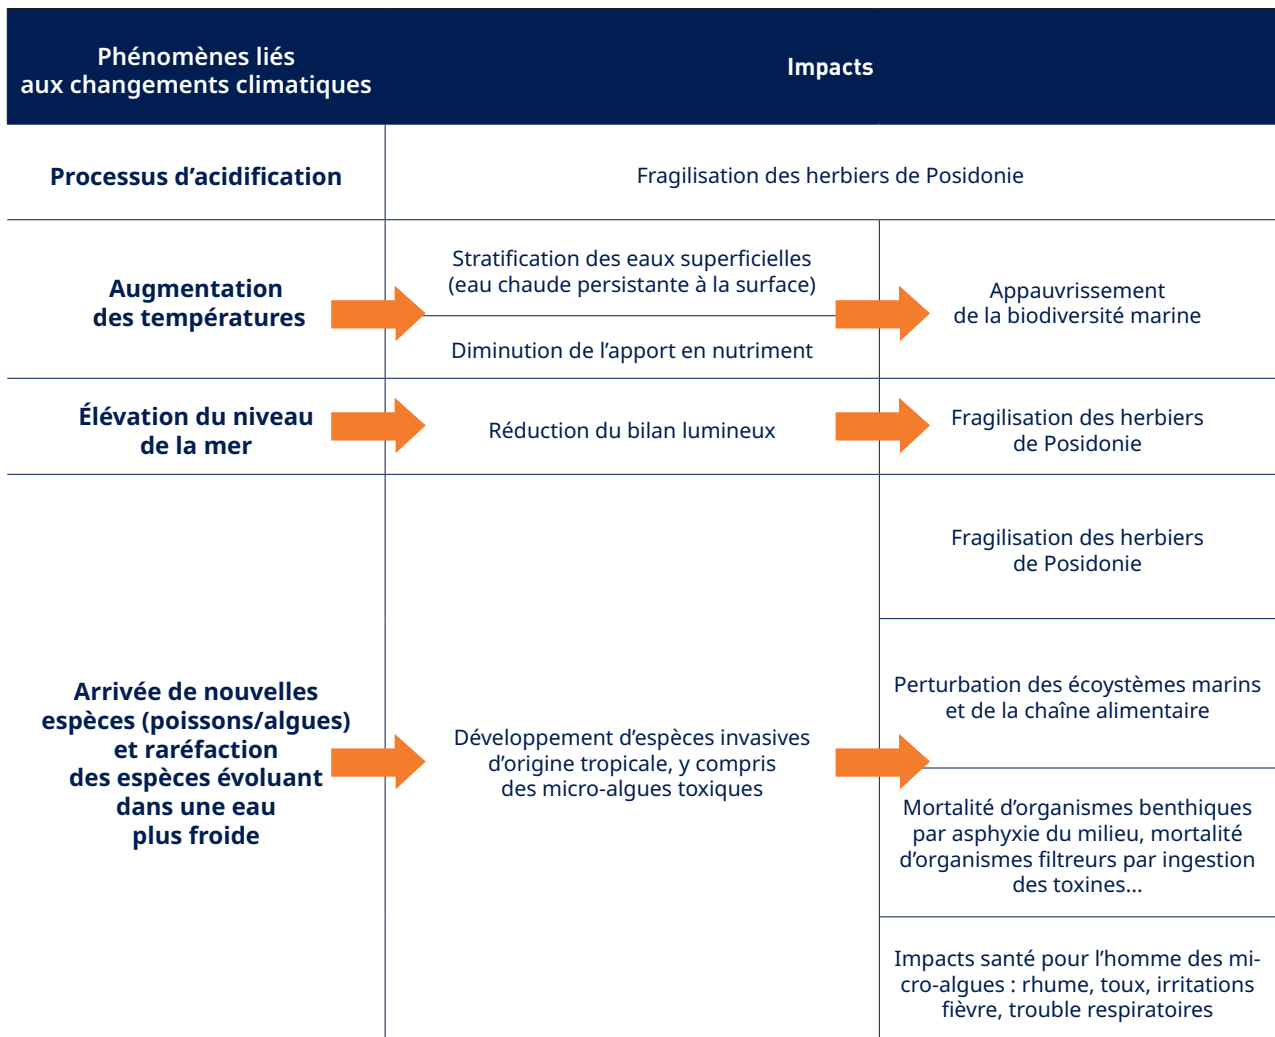 Phénomènes liés
aux changements climatiques
Impacts
Processus d’acidification
Fragilisation des herbiers de Posidonie
Augmentation
des températures
Stratification des eaux superficielles
(eau chaude persistante à la surface)
Diminution de l’apport en nutriment
Appauvrissement
de la biodiversité marine
Élévation du niveau
de la mer
Réduction du bilan lumineux
Fragilisation des herbiers
de Posidonie
Arrivée de nouvelles
espèces (poissons/algues)
et raréfaction
des espèces évoluant
dans une eau
plus froide
Développement d’espèces invasives
d’origine tropicale, y compris
des micro-algues toxiques
Fragilisation des herbiers
de Posidonie
Perturbation des écoystèmes marins
et de la chaîne alimentaire
Mortalité d’organismes benthiques
par asphyxie du milieu, mortalité
d’organismes filtreurs par ingestion
des toxines...
Impacts santé pour l’homme des mi-
cro-algues : rhume, toux, irritations
fièvre, trouble respiratoires